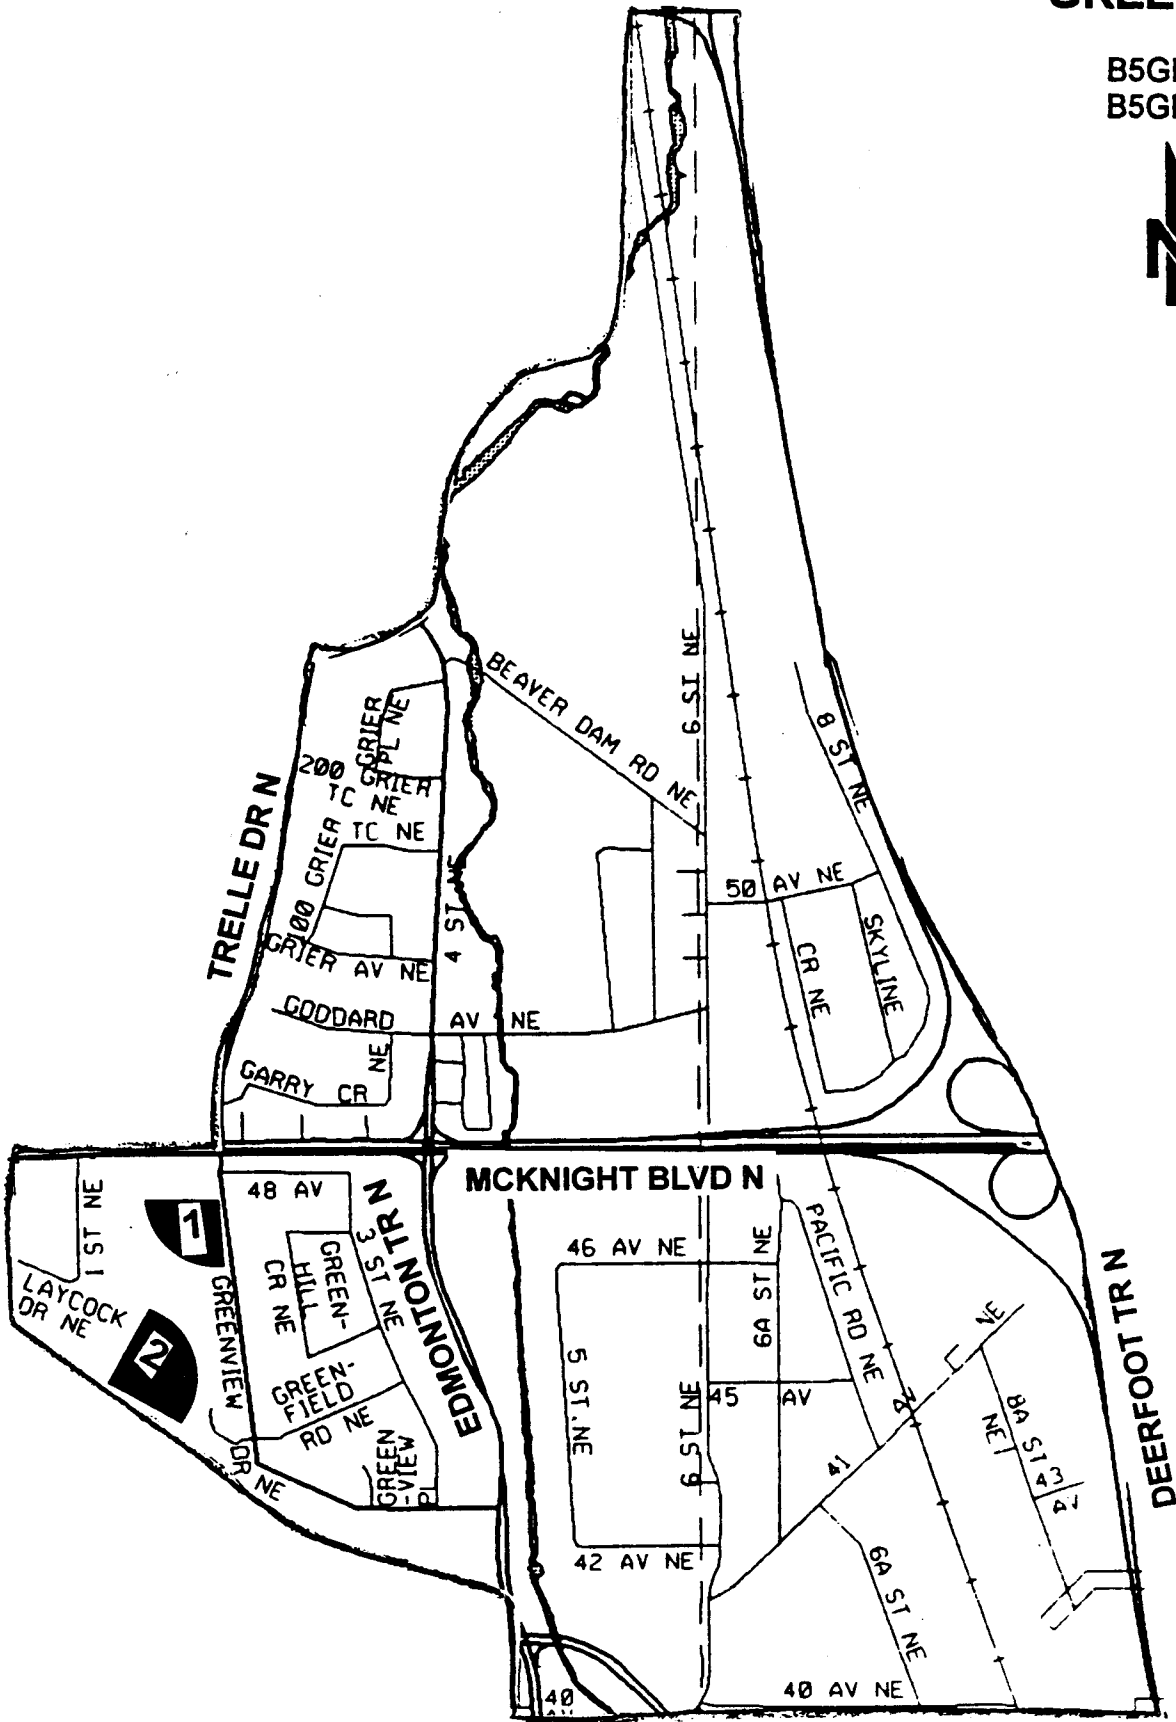 B5G
B5G
N
6 ST NE
BEAVER DAM RD NE
8 ST NE
GRIER
PL NE
200 GRIER
TC NE
TC NE
100 GRIER
TRELLE DR N
4 ST NE
50 AV NE
SKYLINE
CR NE
GRIER AV NE
GODDARD AV NE
GARRY CR NE
MCKNIGHT BLVD N
1 ST NE
1
48 AV
3 ST NE
EDMONTON TR N
46 AV NE
6A ST NE
PACIFIC RD NE
LAYCOCK
DR NE
2
GREENVIEW DR NE
GREEN-
HILL
CR NE
GREEN-
FIELD
RD NE
GREEN
-VIEW
PL
5 ST.NE
6 ST NE
45 AV
41 AV NE
8A ST
NE
43
AV
DEERFOOT TR N
42 AV NE
6A ST NE
40 AV NE
40